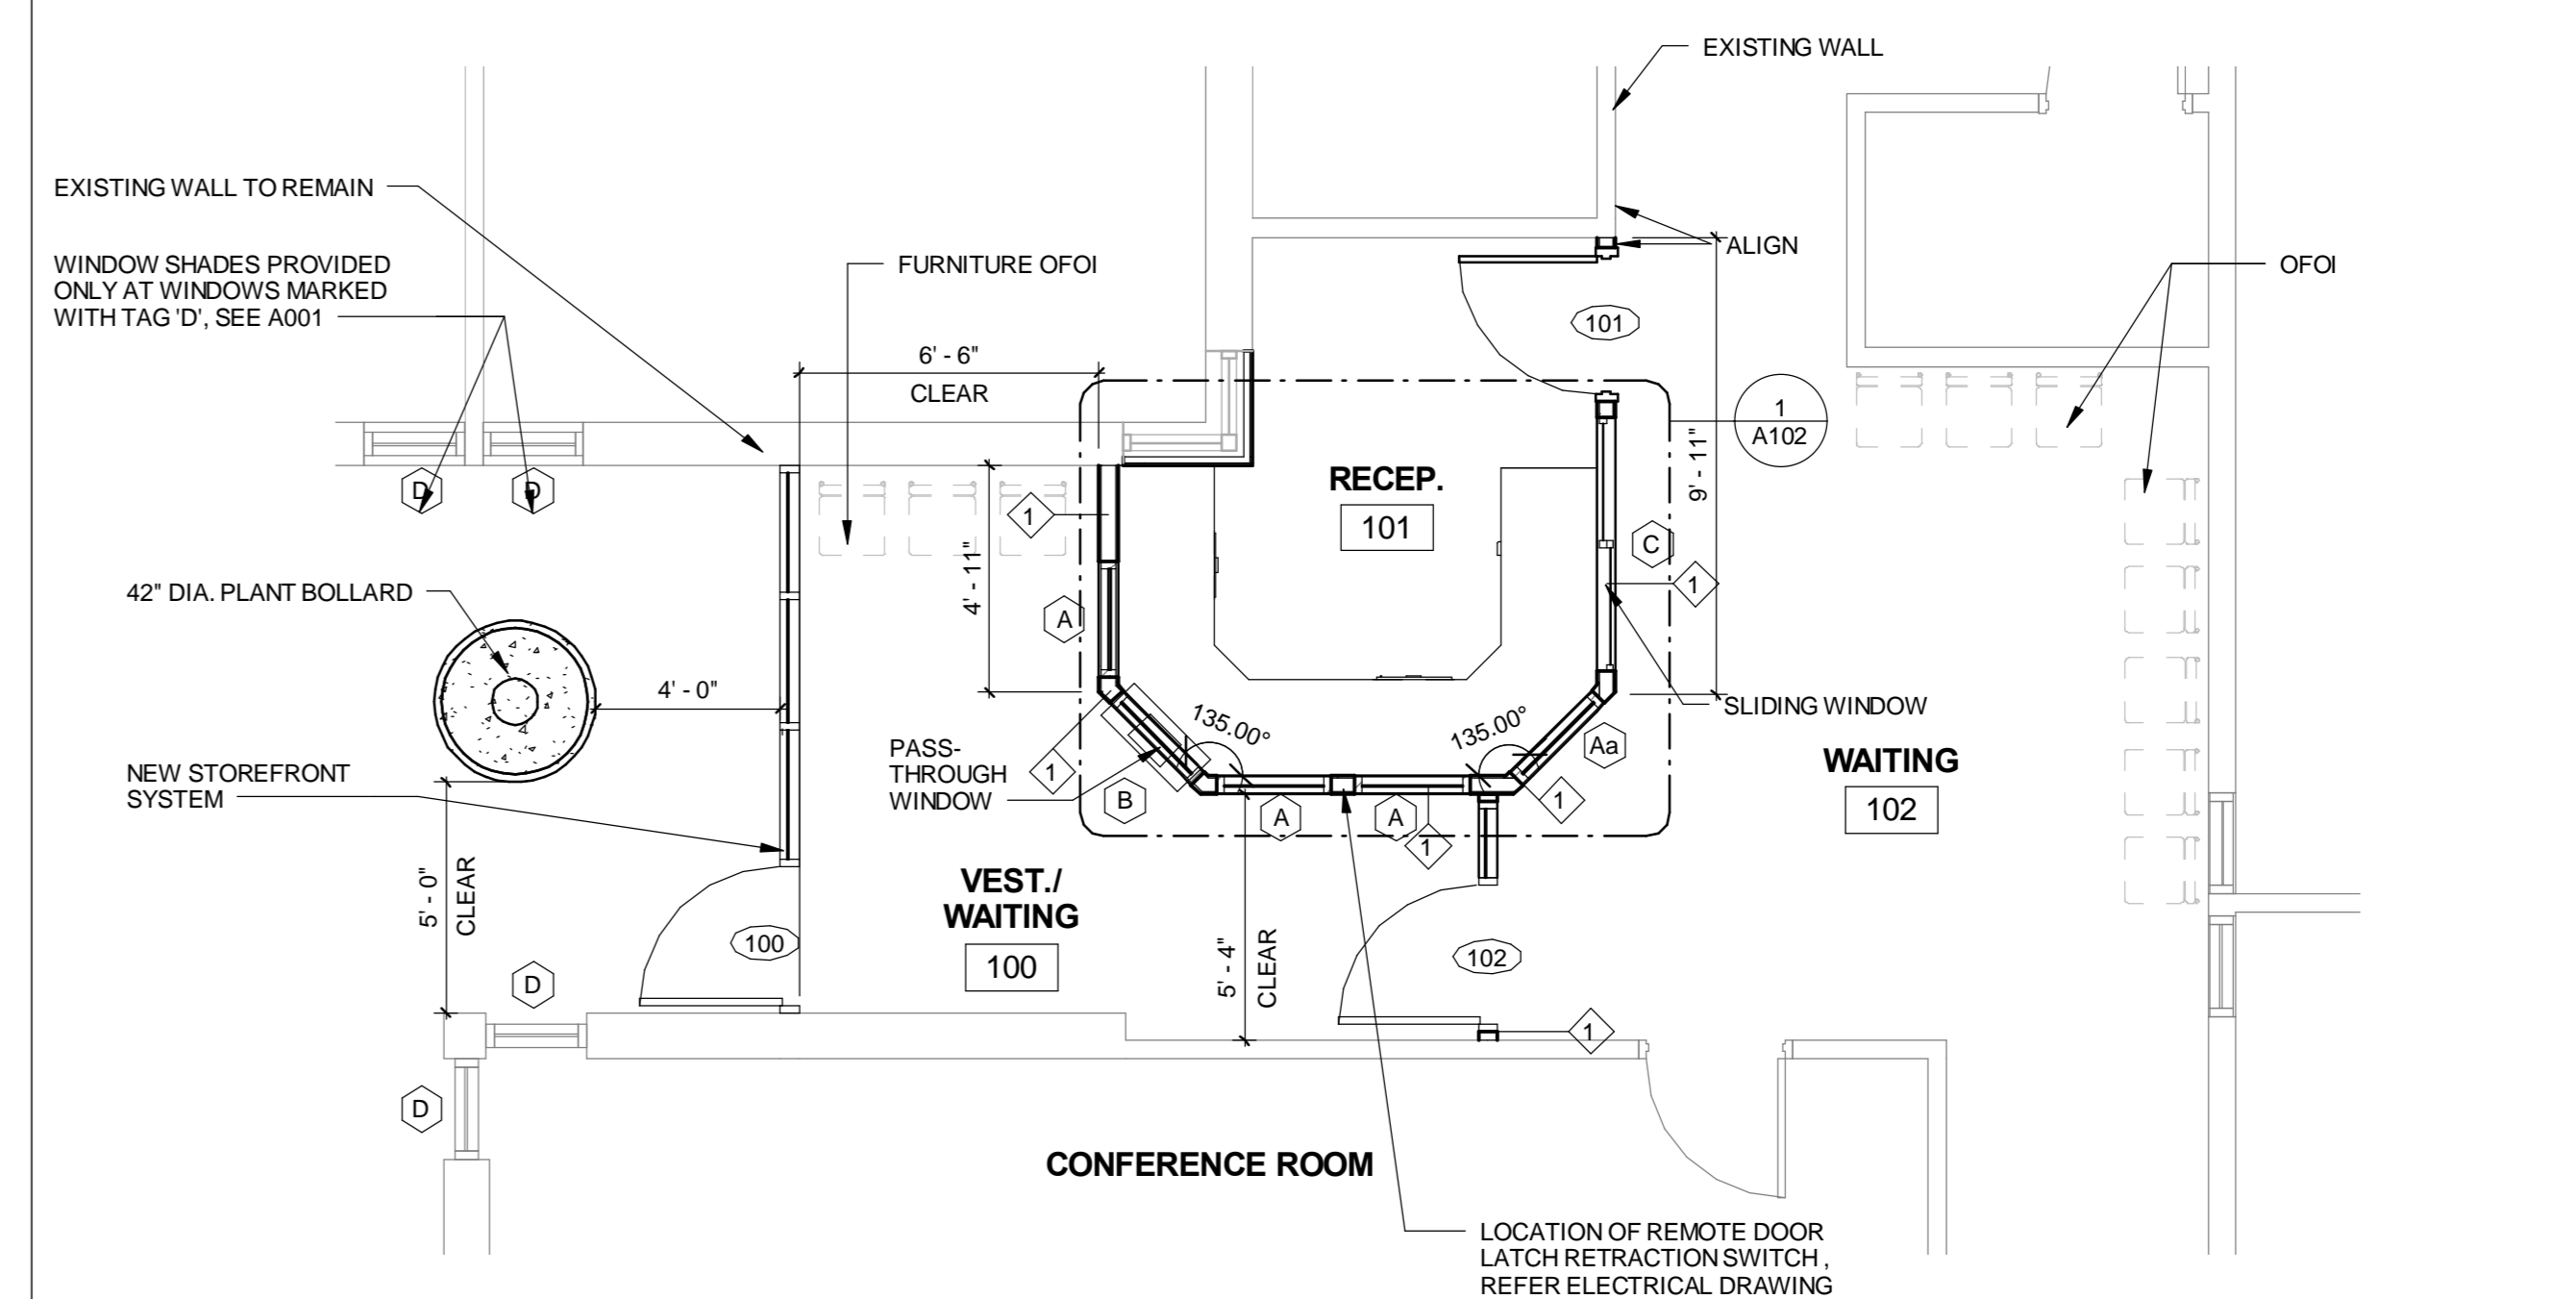 EXISTING WALL
EXISTING WALL TO REMAIN
WINDOW SHADES PROVIDED
ONLY AT WINDOWS MARKED
WITH TAG 'D', SEE A001
FURNITURE OFOI
ALIGN
OFOI
101
6' - 6"
CLEAR
1
A102
9' - 11"
RECEP.
101
D
D
1
C
4' - 11"
1
42" DIA. PLANT BOLLARD
A
4' - 0"
SLIDING WINDOW
135.00°
135.00°
Aa
PASS-
THROUGH
WINDOW
1
B
A
A
1
1
WAITING
102
NEW STOREFRONT
SYSTEM
5' - 0"
CLEAR
VEST./
WAITING
100
100
5' - 4"
CLEAR
102
D
1
D
CONFERENCE ROOM
LOCATION OF REMOTE DOOR
LATCH RETRACTION SWITCH ,
REFER ELECTRICAL DRAWING